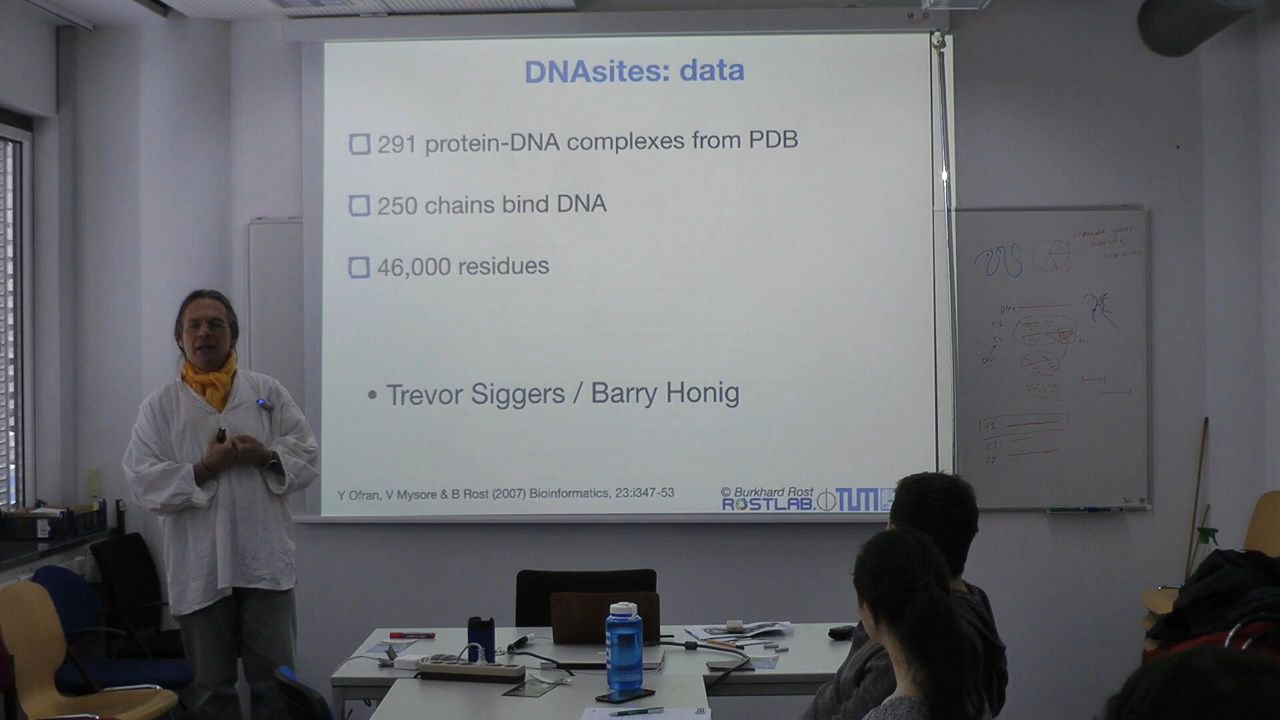 DNAsites: data
291 protein-DNA complexes from PDB
250 chains bind DNA
46,000 residues
• Trevor Siggers / Barry Honig
Y Ofran, V Mysore & B Rost (2007) Bioinformatics, 23:i347-53
© Burkhard Rost
ROSTLAB. TUM